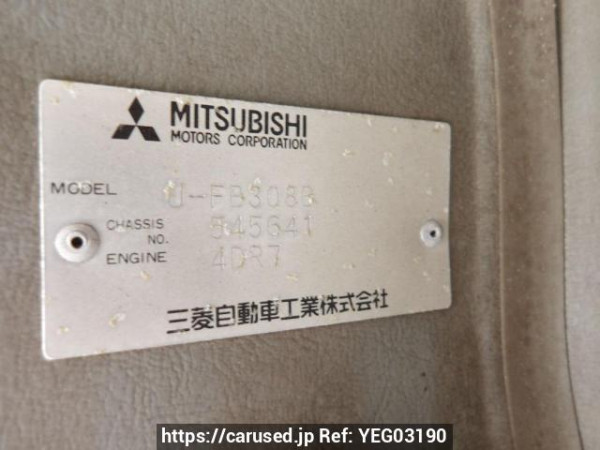 MITSUBISHI
MOTORS CORPORATION
MODEL U-FB308B
CHASSIS NO. 545641
ENGINE 4DR7
三菱自動車工業株式会社
https://carused.jp Ref: YEG03190